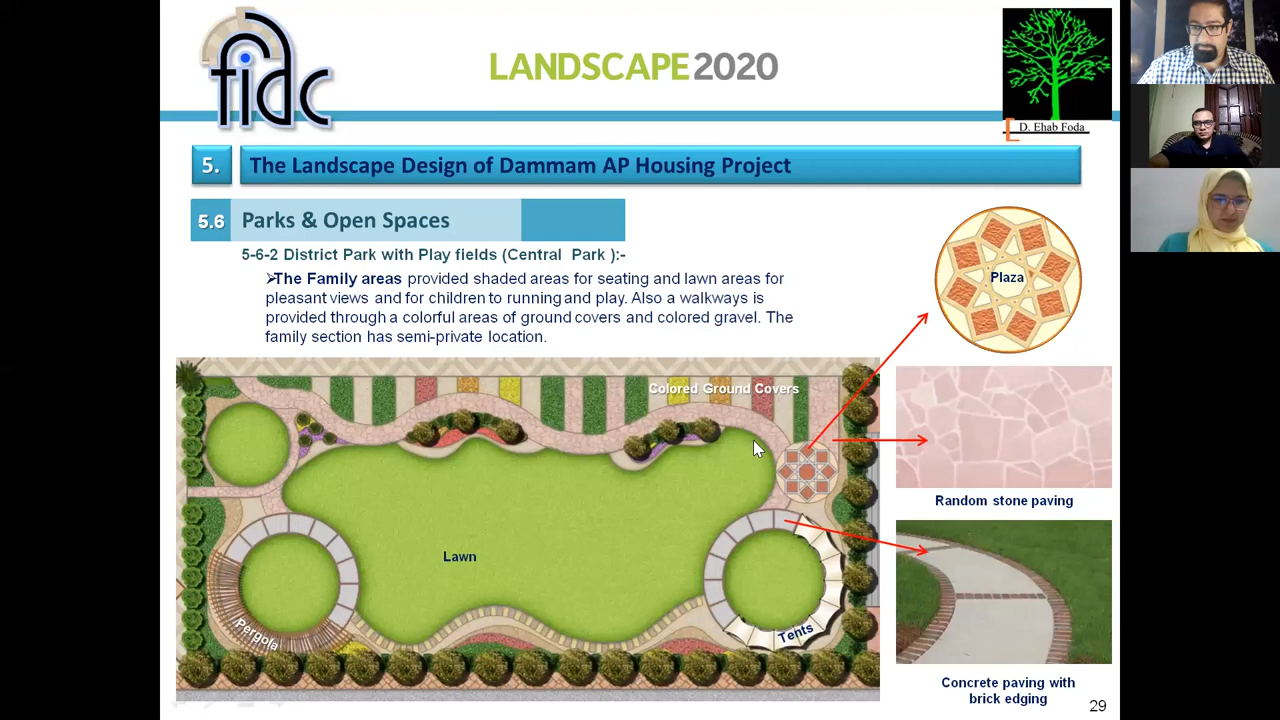 fidc
LANDSCAPE2020
D. Ehab Foda
5.
The Landscape Design of Dammam AP Housing Project
5.6
Parks & Open Spaces
5-6-2 District Park with Play fields (Central Park ):-
➢The Family areas provided shaded areas for seating and lawn areas for
pleasant views and for children to running and play. Also a walkways is
provided through a colorful areas of ground covers and colored gravel. The
family section has semi-private location.
Plaza
Colored Ground Covers
Random stone paving
Lawn
Pergola
Tents
Concrete paving with
brick edging
29